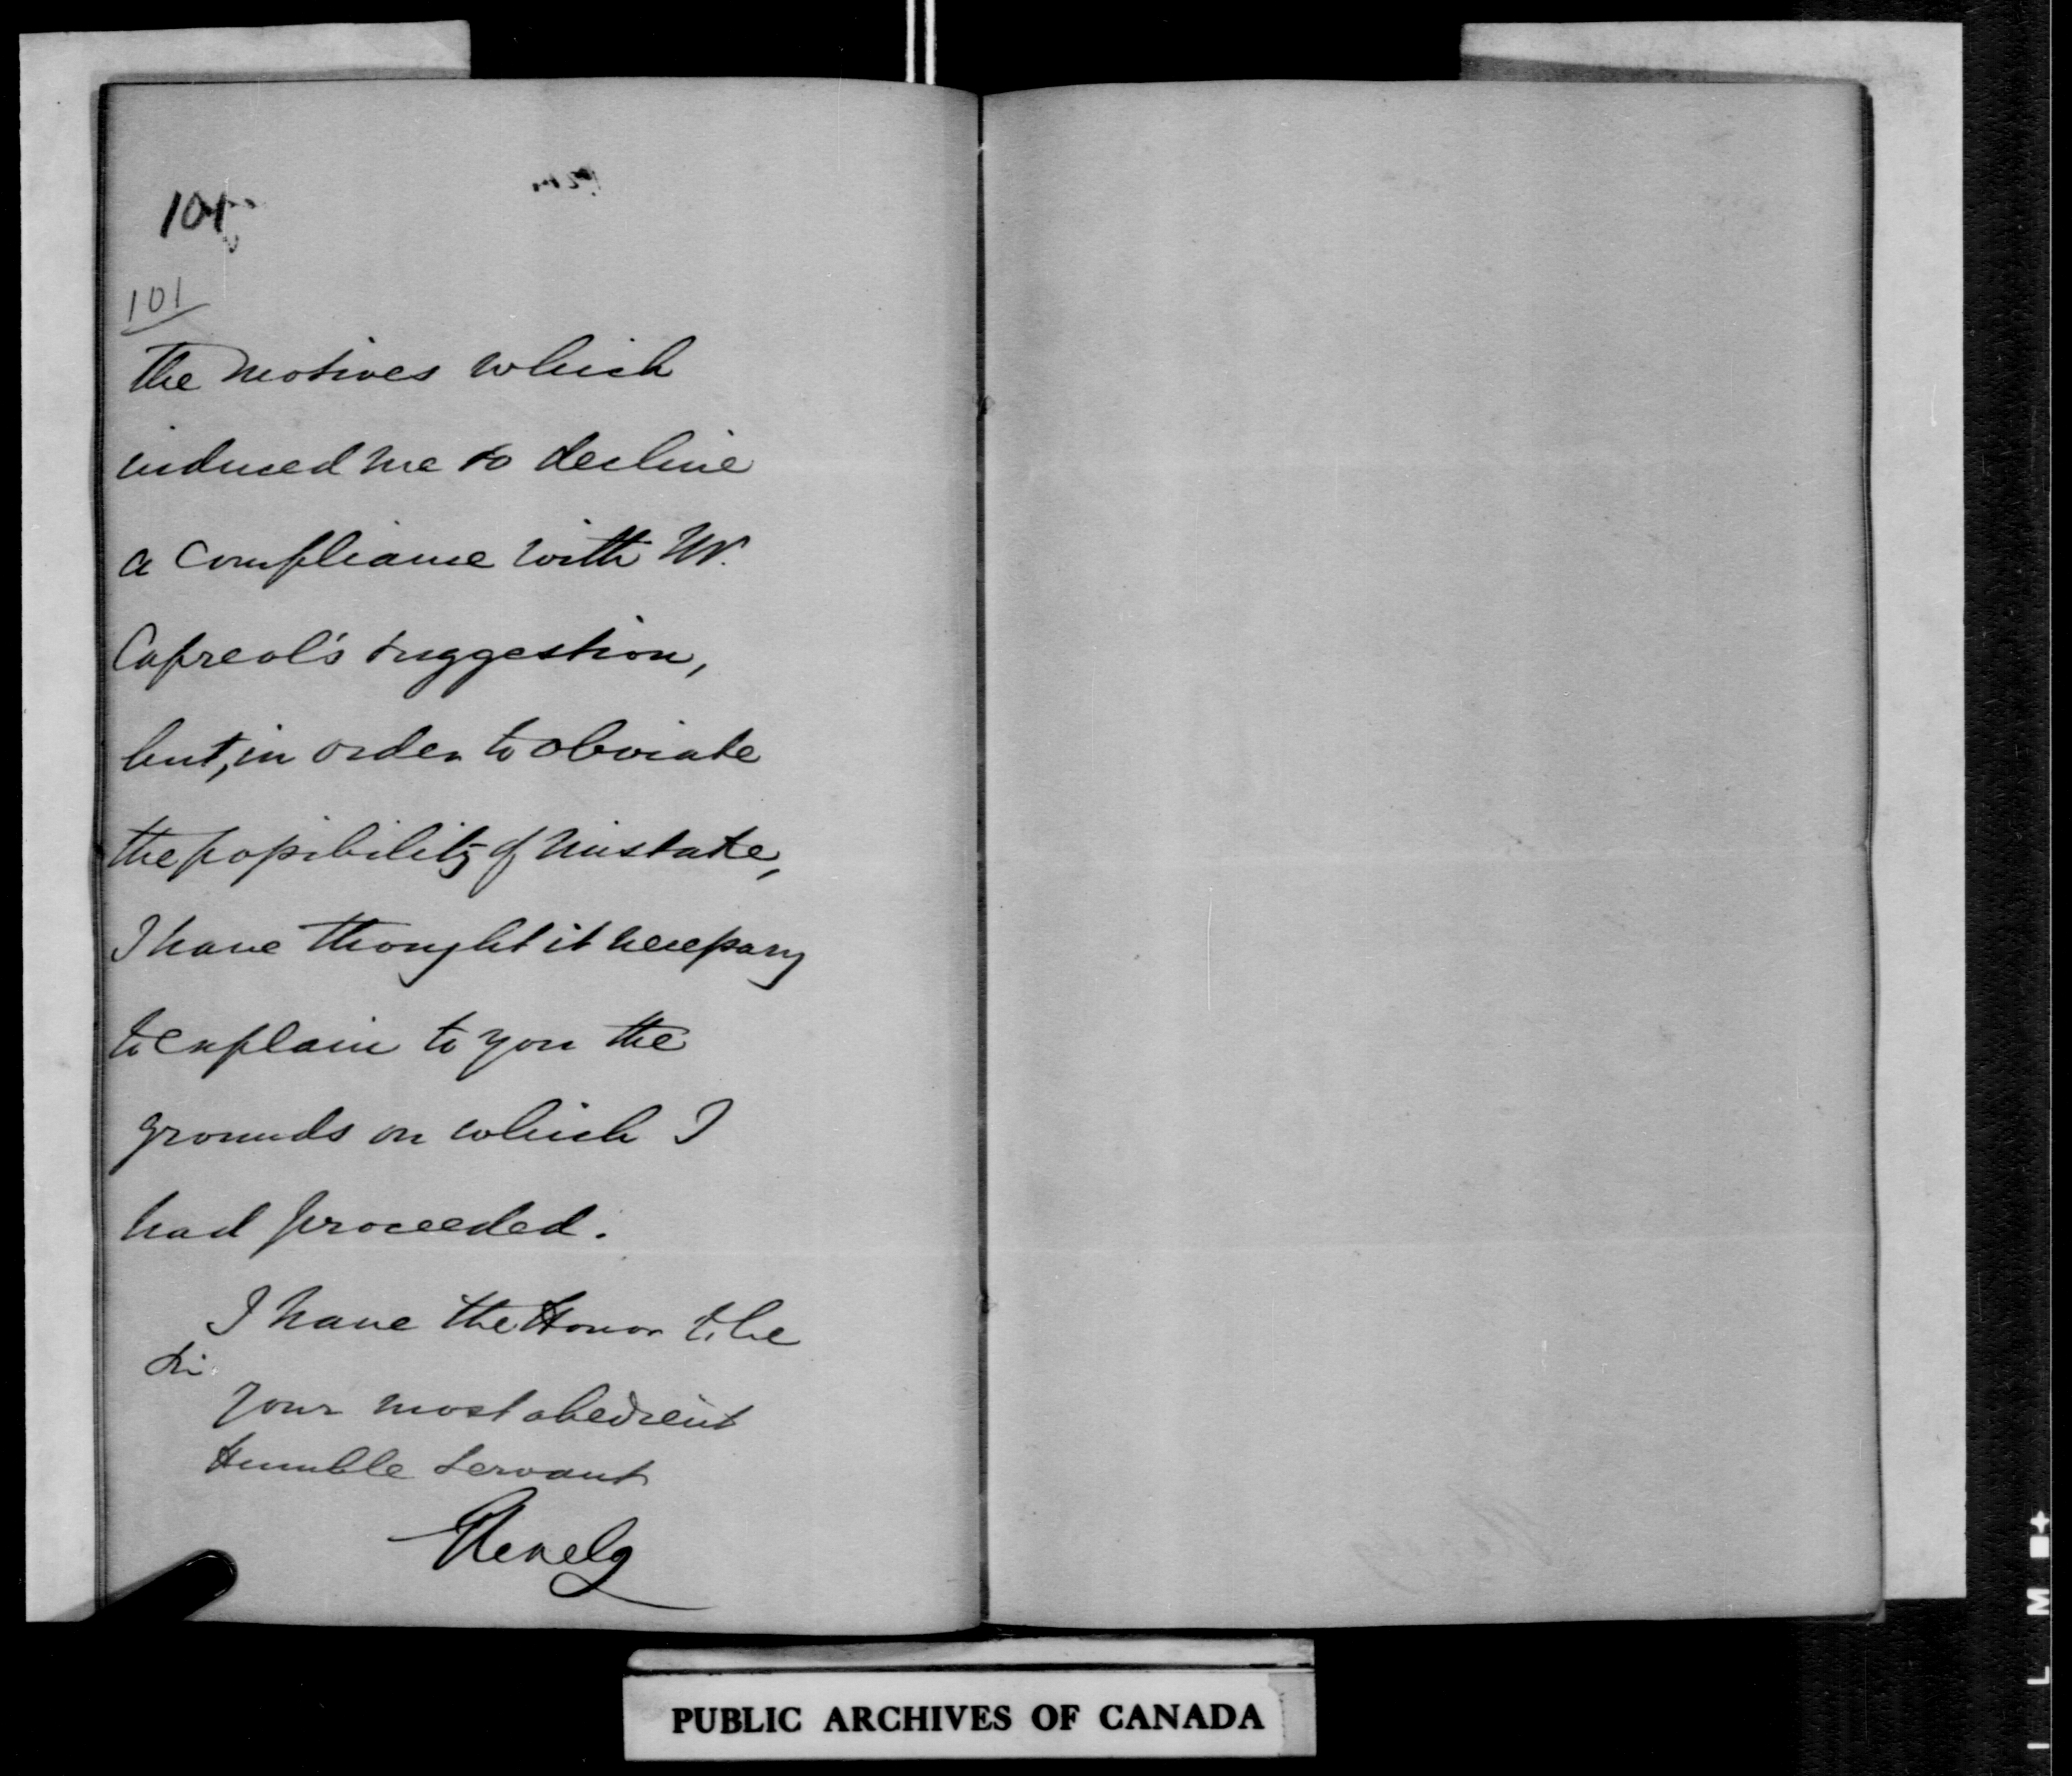 101
101
the motives which
induced me to decline
a compliance with Mr.
Capreol's suggestion,
but, in order to obviate
the possibility of mistake,
I have thought it necessary
to explain to you the
grounds on which I
had proceeded.
I have the Honor to be
Sir
Your most obedient
Humble Servant
Glenelg
PUBLIC ARCHIVES OF CANADA